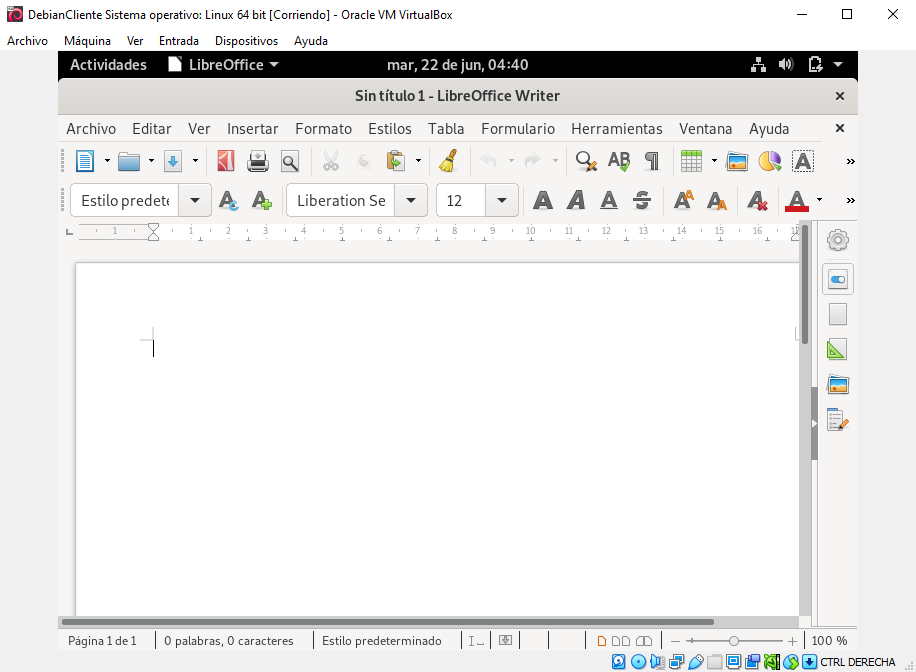 DebianCliente Sistema operativo: Linux 64 bit [Corriendo] - Oracle VM VirtualBox
Archivo Máquina Ver Entrada Dispositivos Ayuda
Actividades LibreOffice mar, 22 de jun, 04:40
Sin título 1 - LibreOffice Writer
Archivo Editar Ver Insertar Formato Estilos Tabla Formulario Herramientas Ventana Ayuda
Estilo predete Liberation Se 12
1 1 2 3 4 5 6 7 8 9 10 11 12 13 14 15 16
Página 1 de 1 0 palabras, 0 caracteres Estilo predeterminado 100 %
CTRL DERECHA